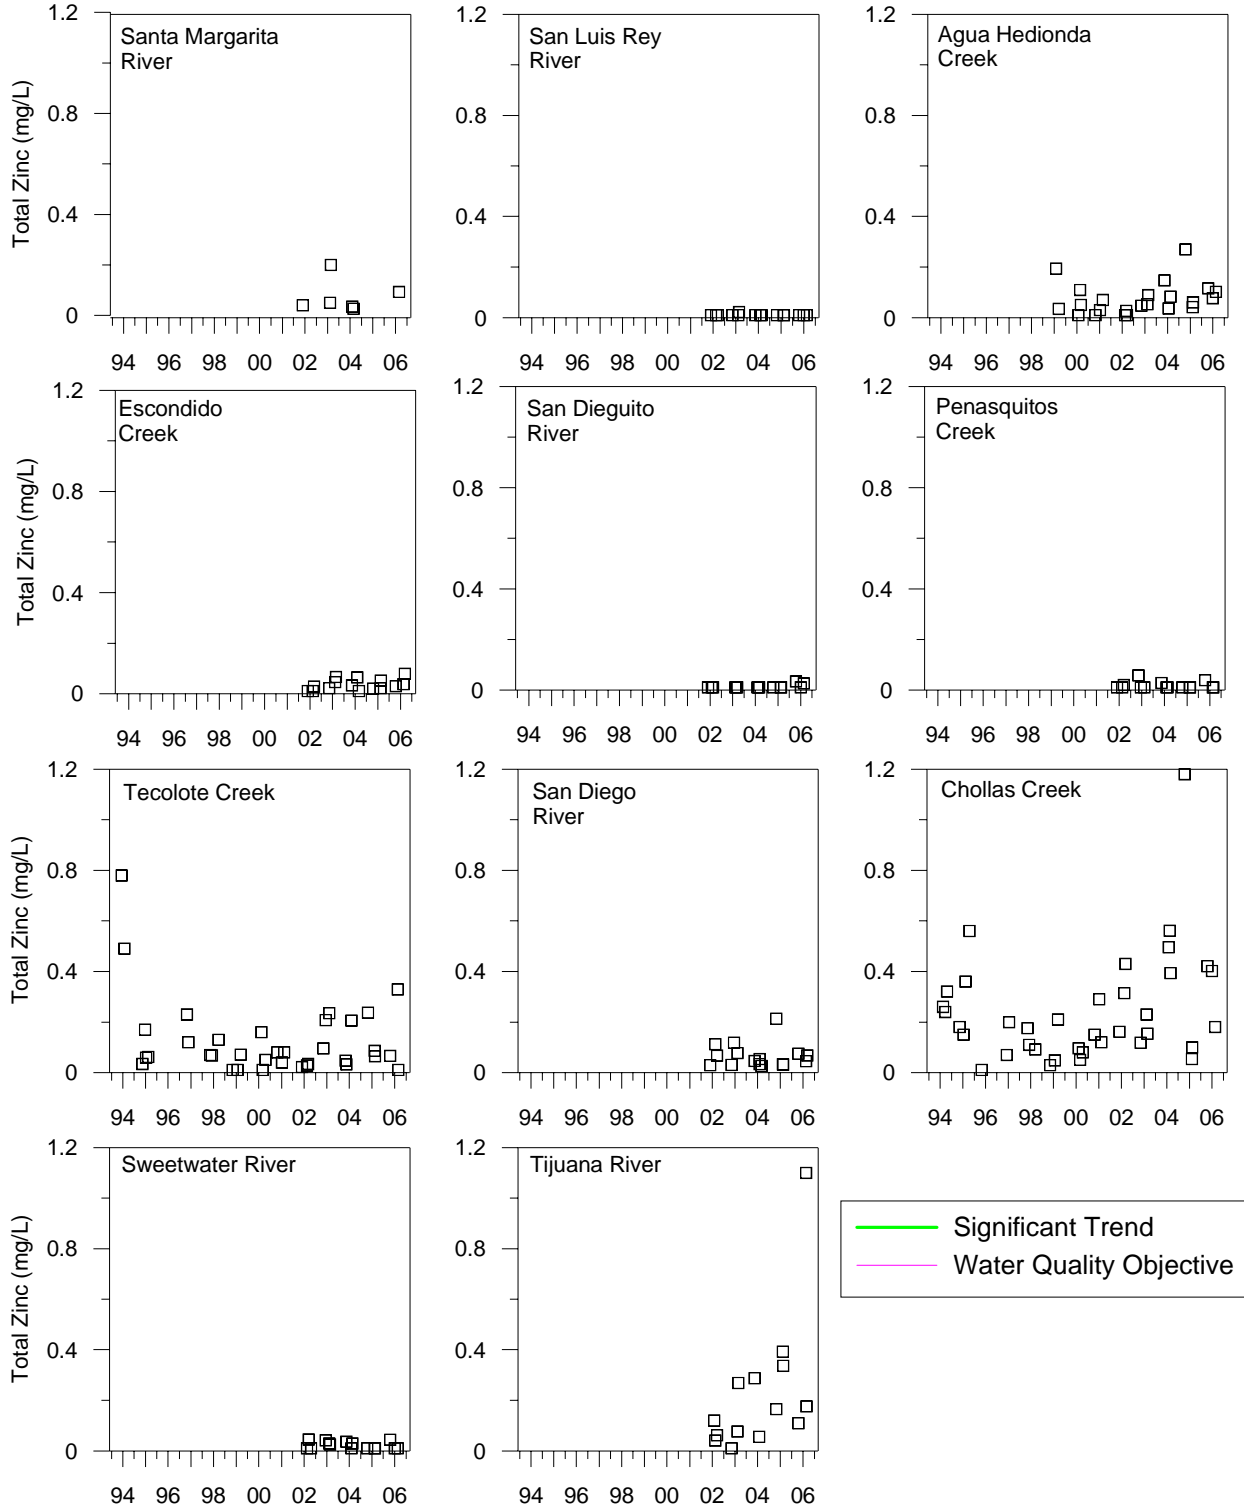 Santa Margarita
River
San Luis Rey
River
Agua Hedionda
Creek
1.2
0.8
0.4
0
1.2
0.8
0.4
0
1.2
0.8
0.4
0
Total Zinc (mg/L)
94 96 98 00 02 04 06
94 96 98 00 02 04 06
94 96 98 00 02 04 06
Escondido
Creek
San Dieguito
River
Penasquitos
Creek
1.2
0.8
0.4
0
1.2
0.8
0.4
0
1.2
0.8
0.4
0
Total Zinc (mg/L)
94 96 98 00 02 04 06
94 96 98 00 02 04 06
94 96 98 00 02 04 06
Tecolote Creek
San Diego
River
Chollas Creek
1.2
0.8
0.4
0
1.2
0.8
0.4
0
1.2
0.8
0.4
0
Total Zinc (mg/L)
94 96 98 00 02 04 06
94 96 98 00 02 04 06
94 96 98 00 02 04 06
Sweetwater River
Tijuana River
1.2
0.8
0.4
0
1.2
0.8
0.4
0
Total Zinc (mg/L)
94 96 98 00 02 04 06
94 96 98 00 02 04 06
Significant Trend
Water Quality Objective